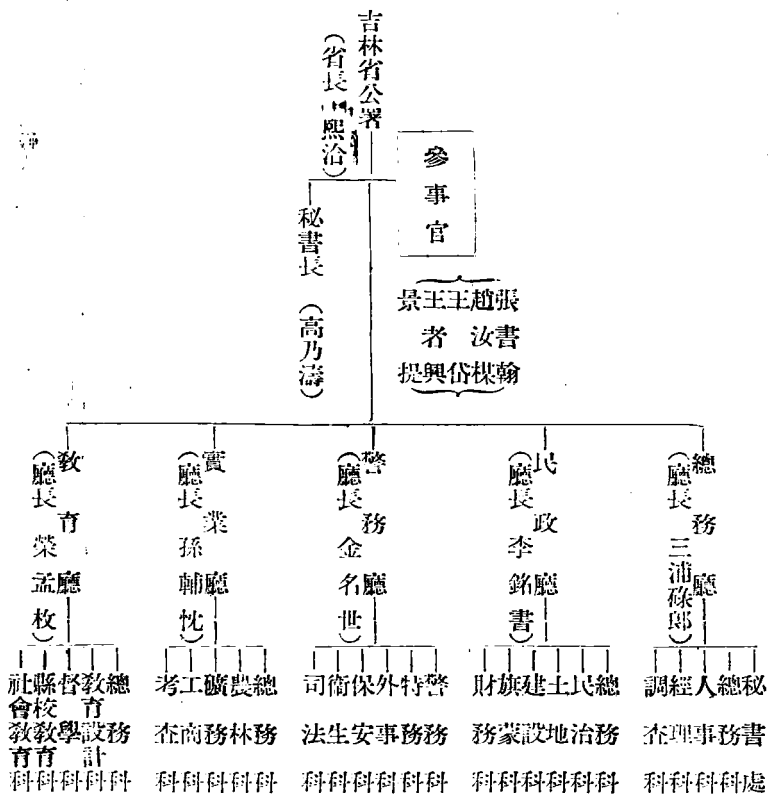 吉林省公署
(省長 熙洽)
參事官
張書翰
趙汝楳
王岱
王者興
景提
秘書長 (高乃濤)
總務廳
(廳長 三浦碌郎)
秘書處
總務科
人事科
經理科
調查科
民政廳
(廳長 李銘書)
總務科
民治科
土地科
建設科
旗蒙科
財務科
警務廳
(廳長 金名世)
警務科
特務科
外事科
保安科
衛生科
司法科
實業廳
(廳長 孫輔忱)
總務科
農林科
礦務科
工商科
考查科
教育廳
(廳長 榮孟枚)
總務科
教育設計科
督學科
縣校教育科
社會教育科